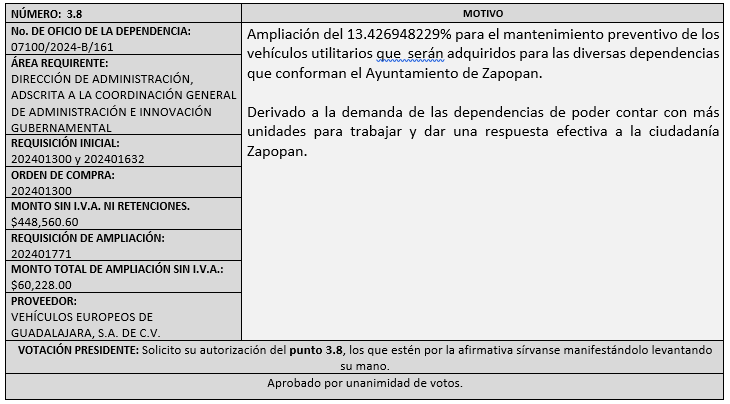 NÚMERO: 3.8
MOTIVO
No. DE OFICIO DE LA DEPENDENCIA:
07100/2024-B/161
ÁREA REQUIRENTE:
DIRECCIÓN DE ADMINISTRACIÓN,
ADSCRITA A LA COORDINACIÓN GENERAL
DE ADMINISTRACIÓN E INNOVACIÓN
GUBERNAMENTAL
REQUISICIÓN INICIAL:
202401300 y 202401632
ORDEN DE COMPRA:
202401300
MONTO SIN I.V.A. NI RETENCIONES.
$448,560.60
REQUISICIÓN DE AMPLIACIÓN:
202401771
MONTO TOTAL DE AMPLIACIÓN SIN I.V.A.:
$60,228.00
PROVEEDOR:
VEHÍCULOS EUROPEOS DE
GUADALAJARA, S.A. DE C.V.
Ampliación del 13.426948229% para el mantenimiento preventivo de los
vehículos utilitarios que serán adquiridos para las diversas dependencias
que conforman el Ayuntamiento de Zapopan.
Derivado a la demanda de las dependencias de poder contar con más
unidades para trabajar y dar una respuesta efectiva a la ciudadanía
Zapopan.
VOTACIÓN PRESIDENTE: Solicito su autorización del punto 3.8, los que estén por la afirmativa sírvanse manifestándolo levantando
su mano.
Aprobado por unanimidad de votos.